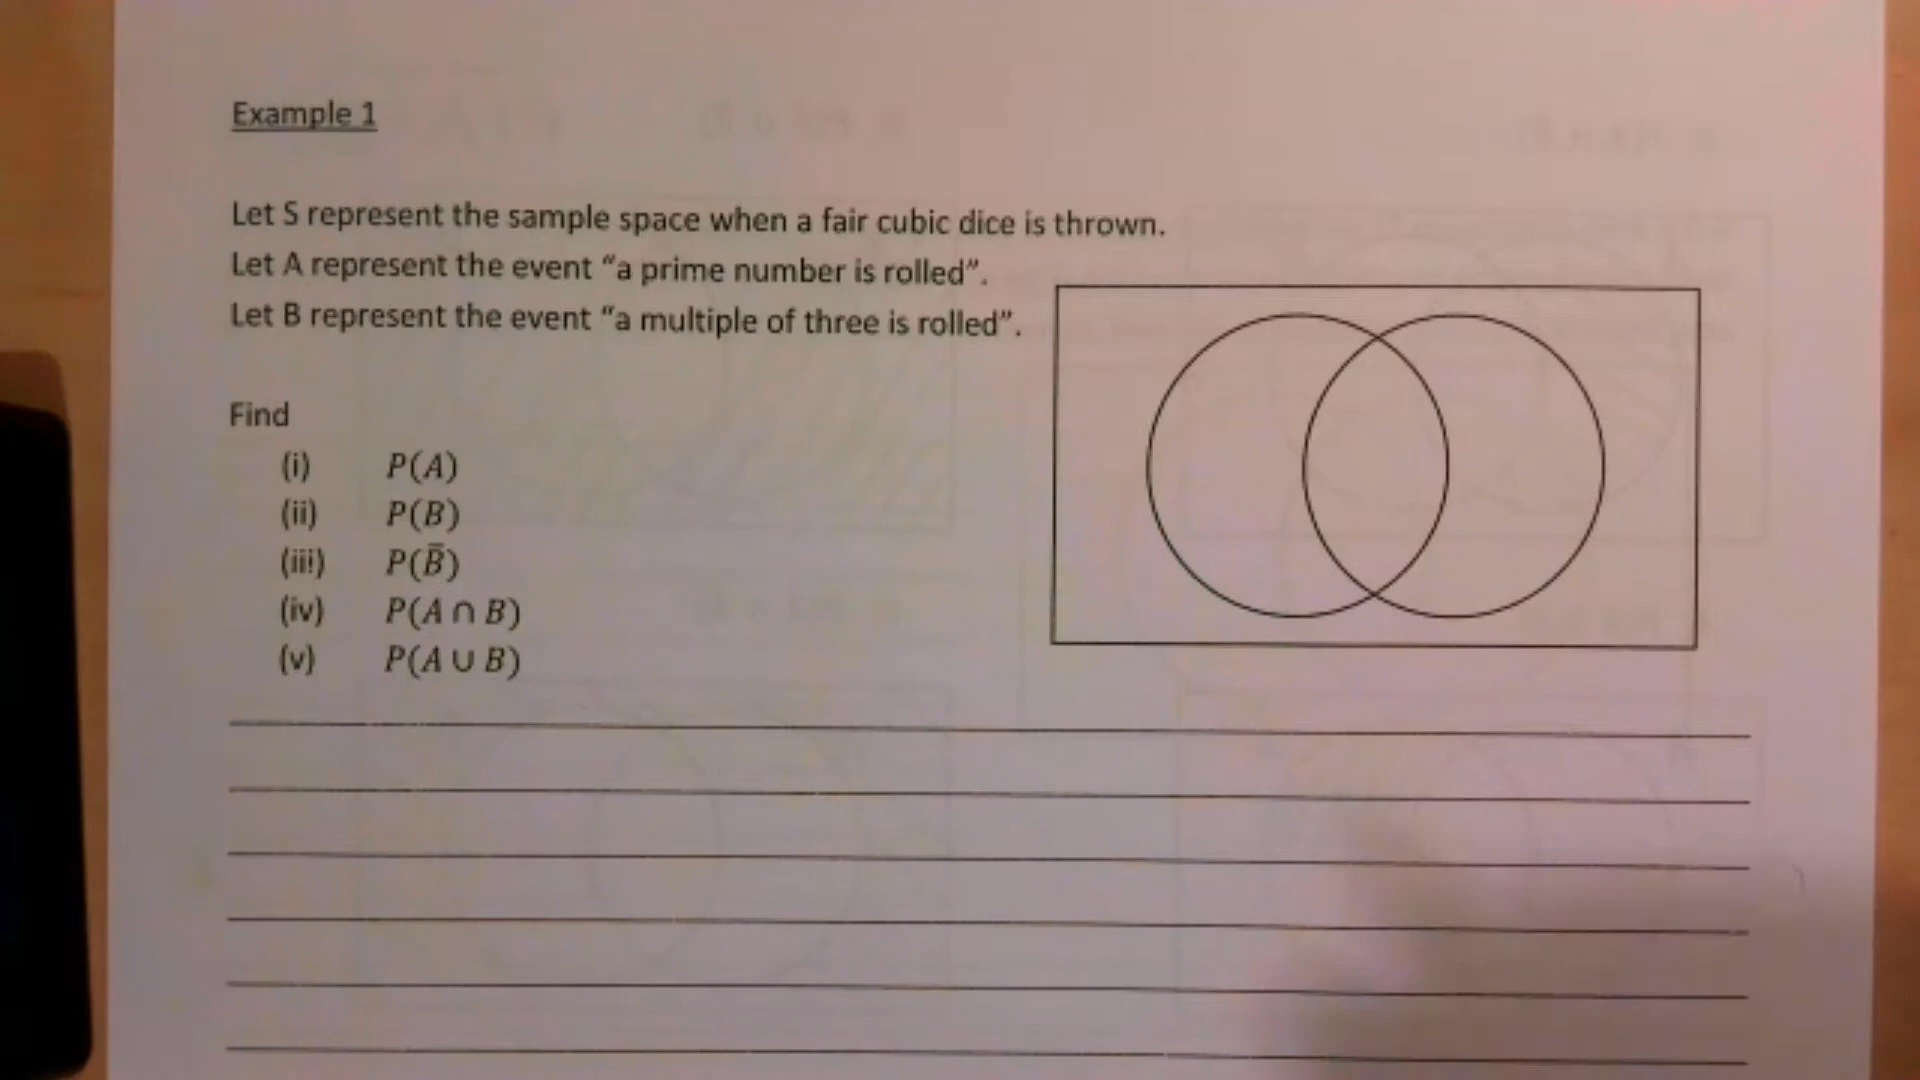 Example 1
Let S represent the sample space when a fair cubic dice is thrown.
Let A represent the event “a prime number is rolled”.
Let B represent the event “a multiple of three is rolled”.
Find
(i) P(A)
(ii) P(B)
(iii) P(B̄)
(iv) P(A ∩ B)
(v) P(A ∪ B)